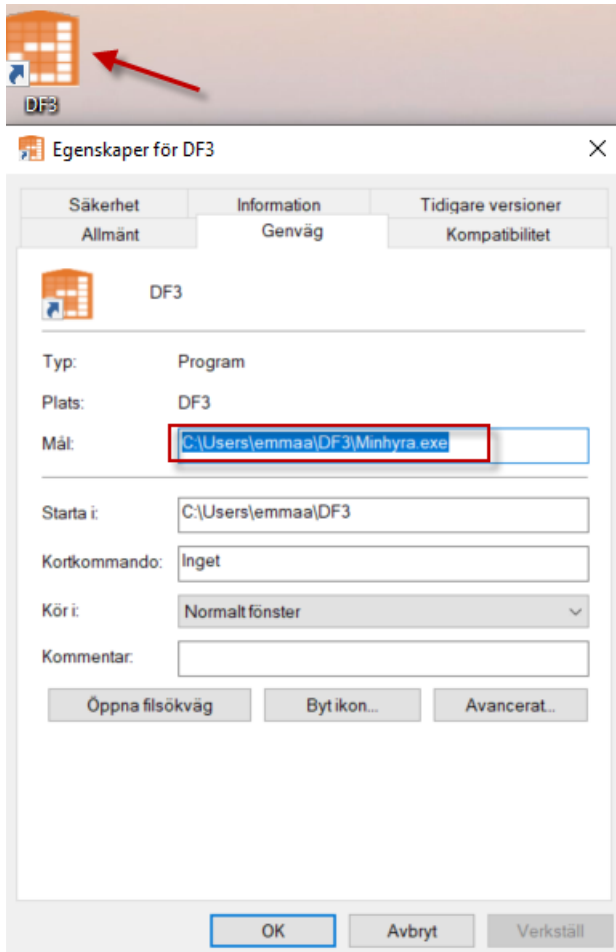 DF3
Egenskaper för DF3
Säkerhet Information Tidigare versioner
Allmänt Genväg Kompatibilitet
DF3
Typ: Program
Plats: DF3
Mål: C:\Users\emmaa\DF3\Minhyra.exe
Starta i: C:\Users\emmaa\DF3
Kortkommando: Inget
Kör i: Normalt fönster
Kommentar:
Öppna filsökväg Byt ikon... Avancerat...
OK Avbryt Verkställ